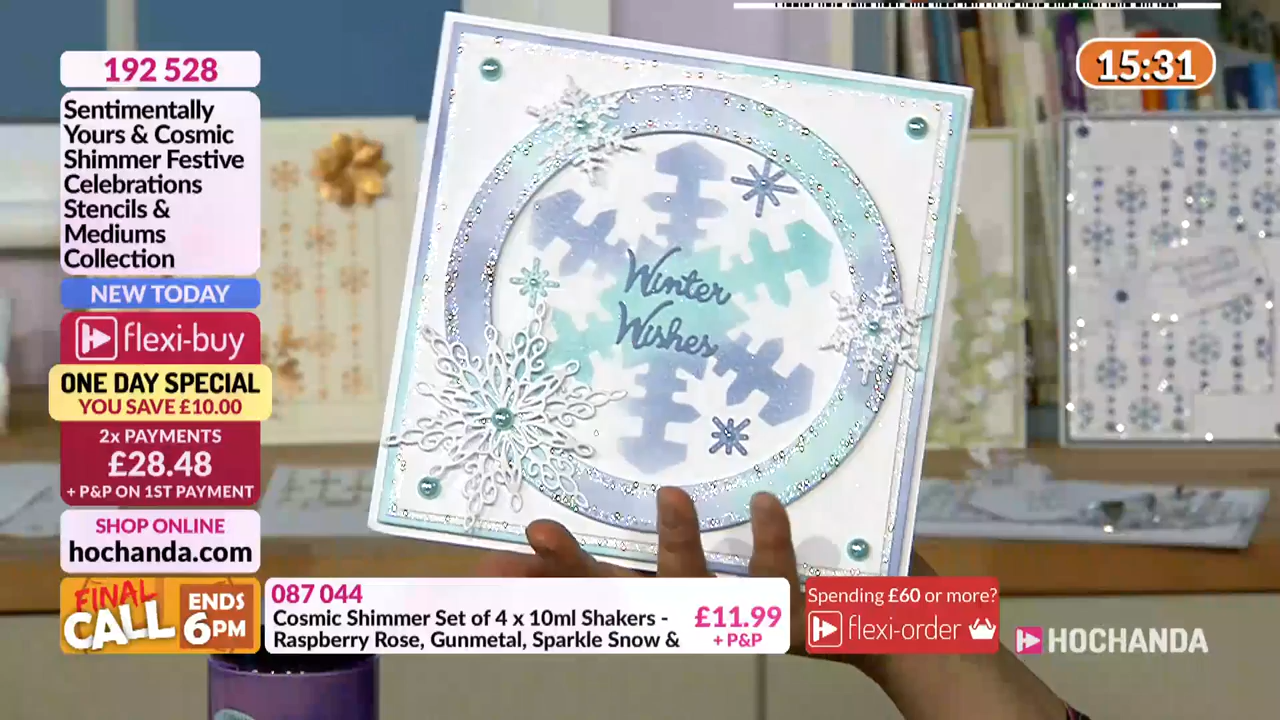 192 528
Sentimentally
Yours & Cosmic
Shimmer Festive
Celebrations
Stencils &
Mediums
Collection
NEW TODAY
flexi-buy
ONE DAY SPECIAL
YOU SAVE £10.00
2x PAYMENTS
£28.48
+ P&P ON 1ST PAYMENT
SHOP ONLINE
hochanda.com
FINAL
CALL
ENDS
6PM
15:31
Winter
Wishes
087 044
Cosmic Shimmer Set of 4 x 10ml Shakers -
Raspberry Rose, Gunmetal, Sparkle Snow &
£11.99
+ P&P
Spending £60 or more?
flexi-order
HOCHANDA